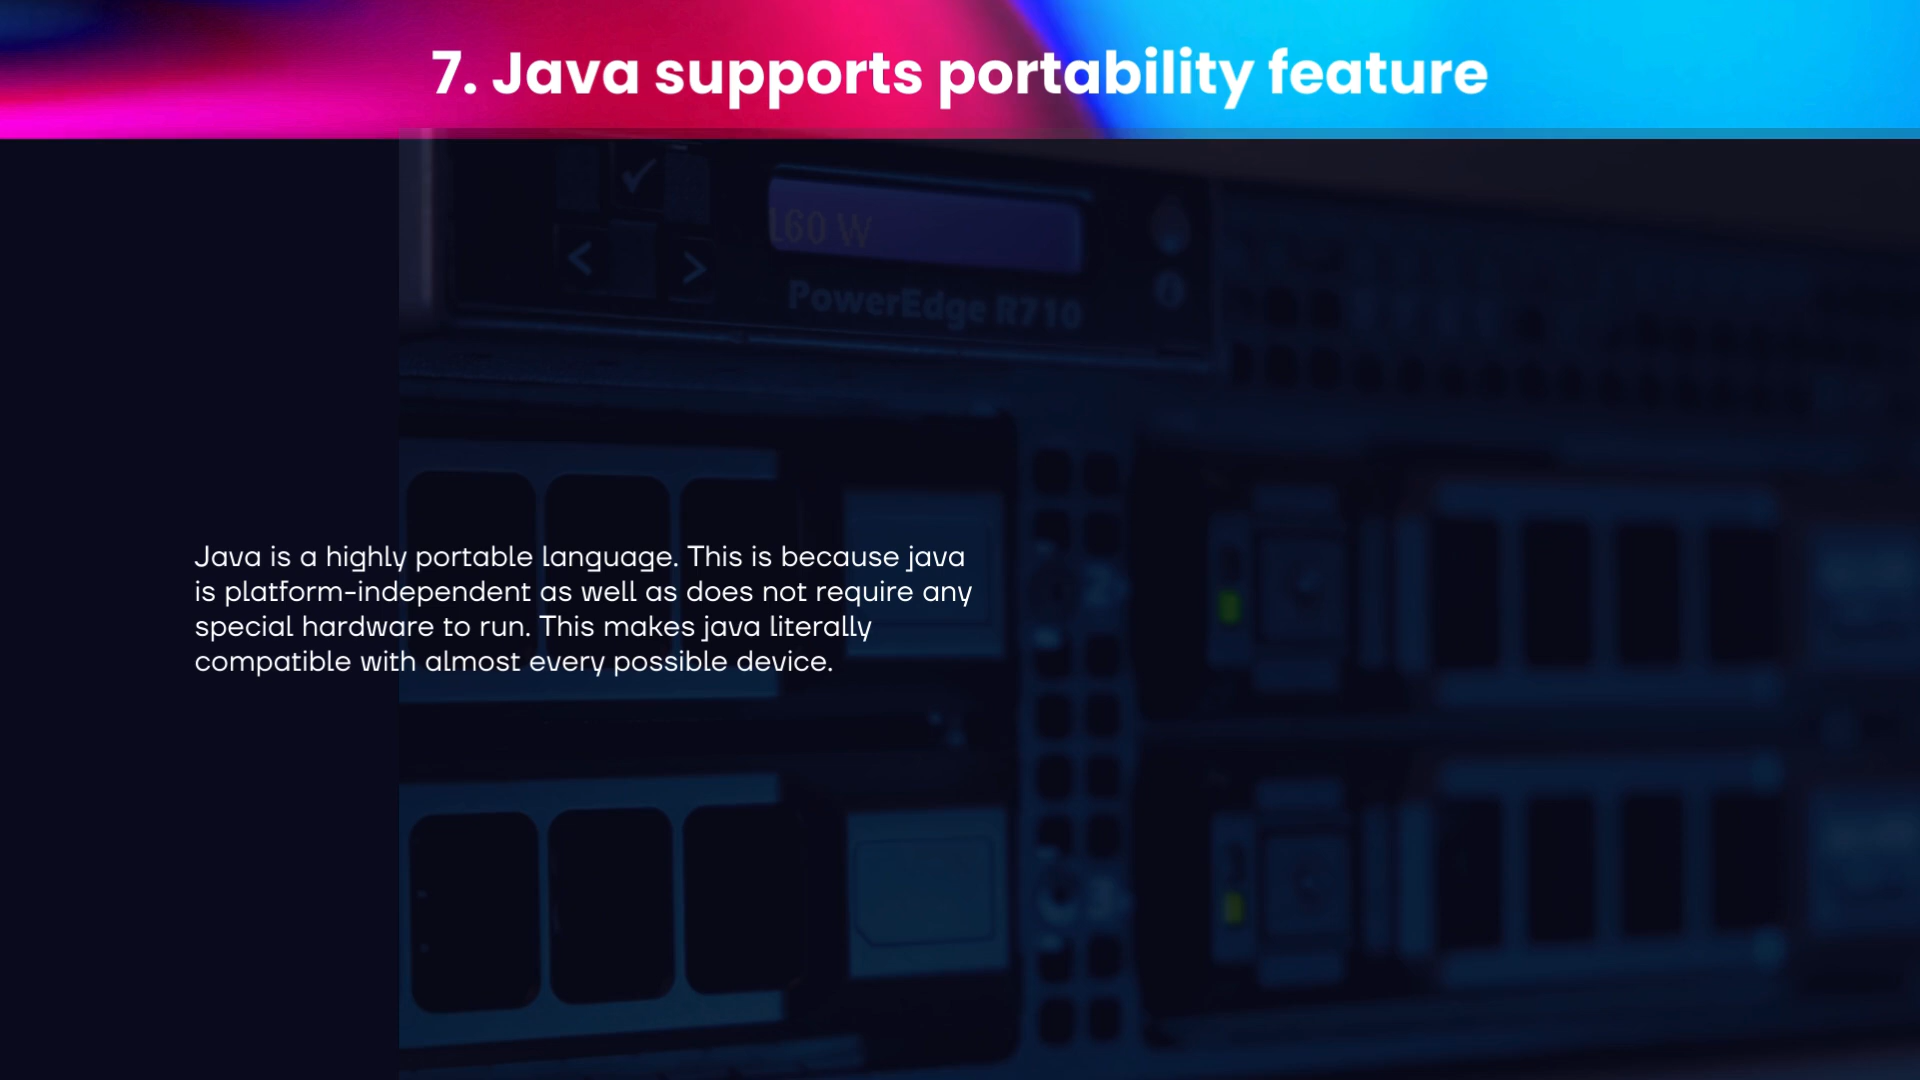 7. Java supports portability feature
160 W
PowerEdge R710
Java is a highly portable language. This is because java
is platform-independent as well as does not require any
special hardware to run. This makes java literally
compatible with almost every possible device.
2
3